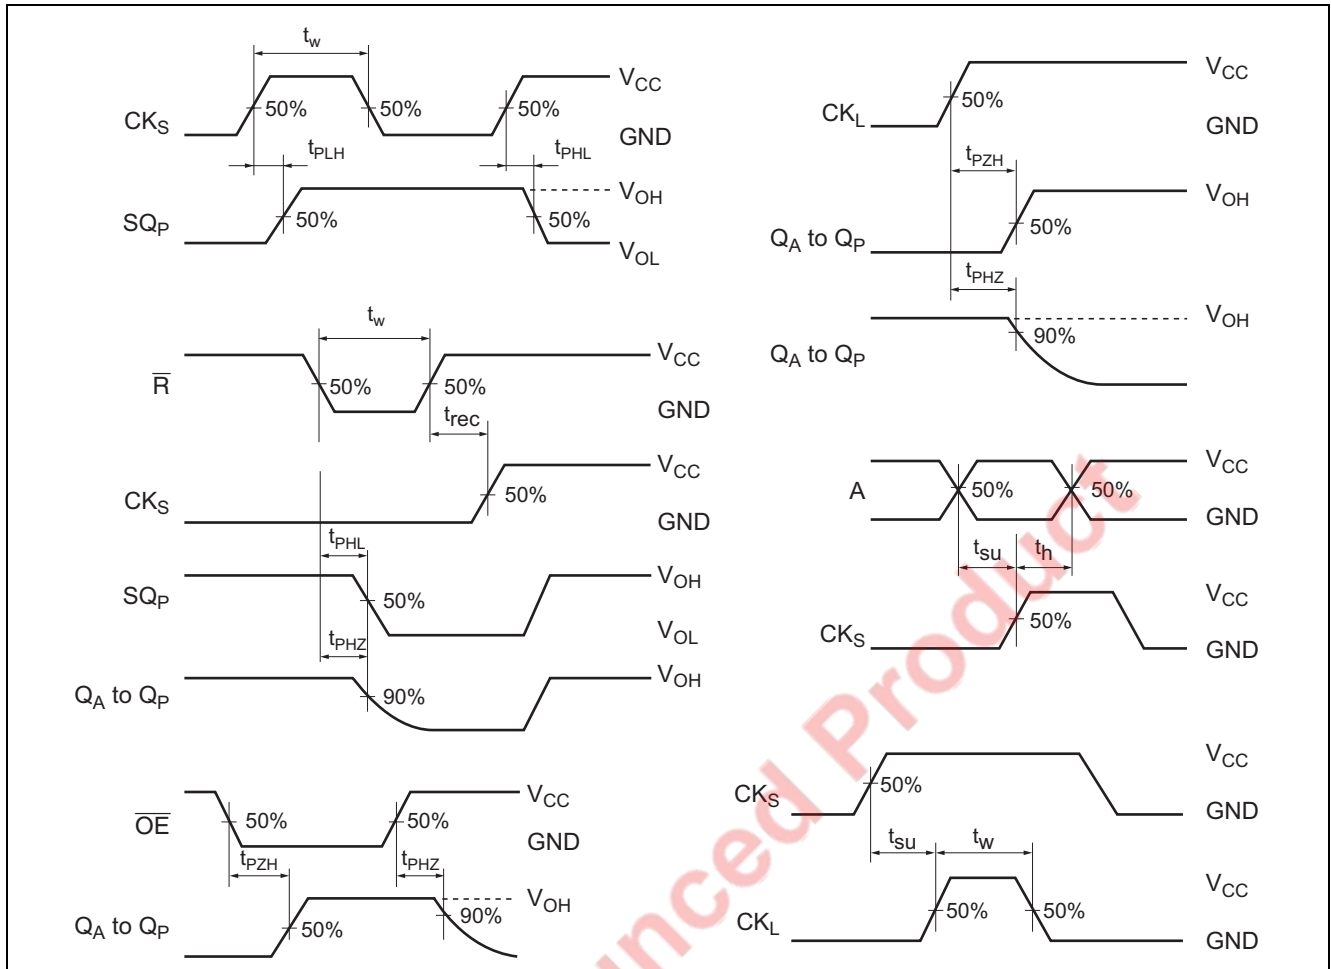 t_w
CK_S 50% 50% 50% V_CC
GND
t_PLH t_PHL
SQ_P 50% 50% V_OH
V_OL
CK_L 50% V_CC
GND
t_PZH
Q_A to Q_P 50% V_OH
t_PHZ
Q_A to Q_P 90% V_OH
t_w
R̅ 50% 50% V_CC
GND
t_rec
CK_S 50% V_CC
GND
t_PHL
SQ_P 50% V_OH
V_OL
t_PHZ
Q_A to Q_P 90% V_OH
A 50% 50% V_CC
GND
t_su t_h
CK_S 50% V_CC
GND
O̅E̅ 50% 50% V_CC
GND
t_PZH t_PHZ
Q_A to Q_P 50% 90% V_OH
CK_S 50% V_CC
GND
t_su t_w
CK_L 50% 50% V_CC
GND
unced Product